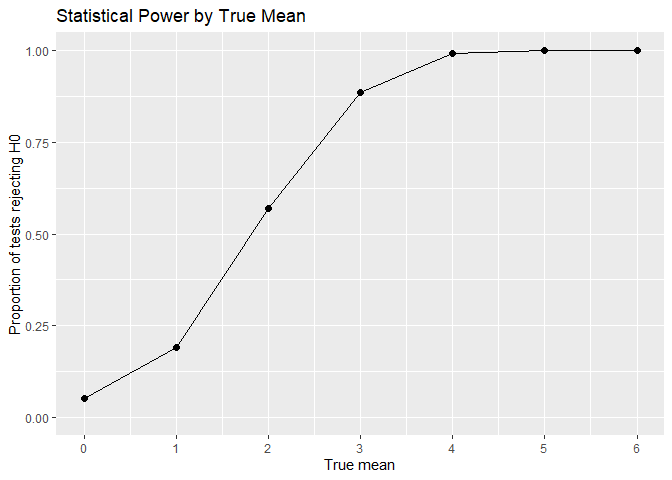 Statistical Power by True Mean
Proportion of tests rejecting H0
1.00
0.75
0.50
0.25
0.00
0 1 2 3 4 5 6
True mean